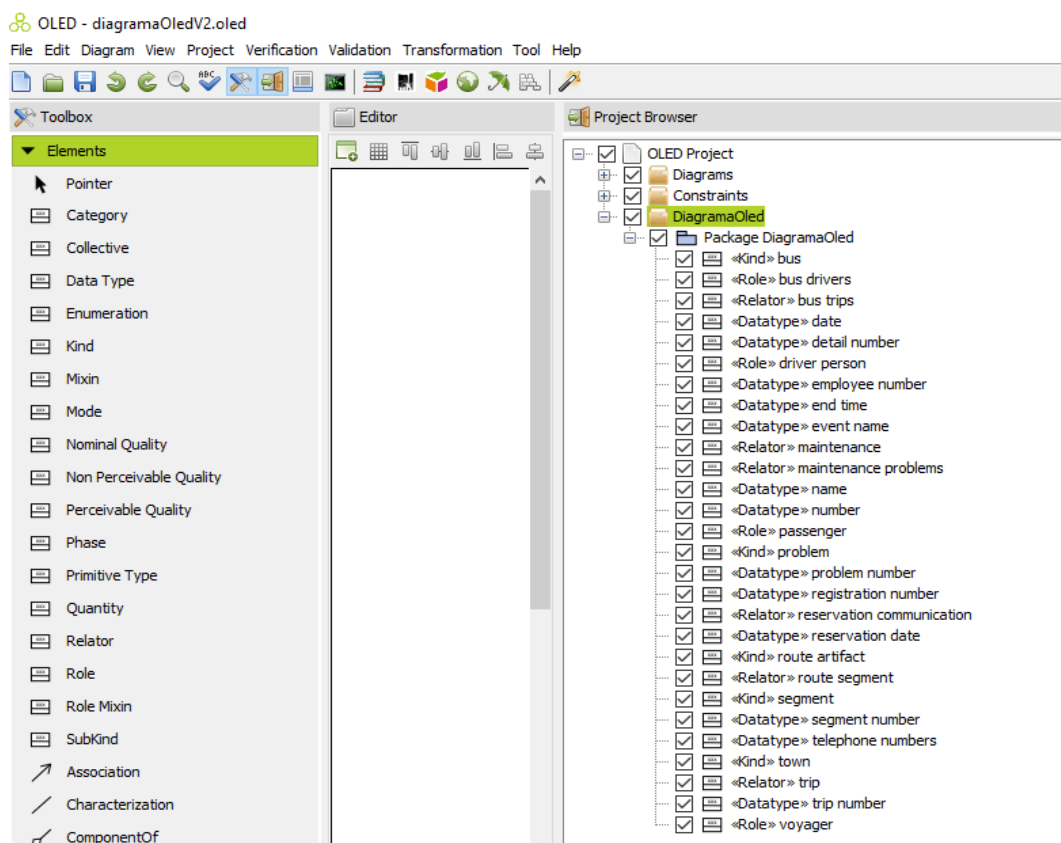 OLED - diagramaOledV2.oled
File Edit Diagram View Project Verification Validation Transformation Tool Help
ABC
Toolbox
Elements
Pointer
Category
Collective
Data Type
Enumeration
Kind
Mixin
Mode
Nominal Quality
Non Perceivable Quality
Perceivable Quality
Phase
Primitive Type
Quantity
Relator
Role
Role Mixin
SubKind
Association
Characterization
ComponentOf
Editor
Project Browser
OLED Project
Diagrams
Constraints
DiagramaOled
Package DiagramaOled
«Kind» bus
«Role» bus drivers
«Relator» bus trips
«Datatype» date
«Datatype» detail number
«Role» driver person
«Datatype» employee number
«Datatype» end time
«Datatype» event name
«Relator» maintenance
«Relator» maintenance problems
«Datatype» name
«Datatype» number
«Role» passenger
«Kind» problem
«Datatype» problem number
«Datatype» registration number
«Relator» reservation communication
«Datatype» reservation date
«Kind» route artifact
«Relator» route segment
«Kind» segment
«Datatype» segment number
«Datatype» telephone numbers
«Kind» town
«Relator» trip
«Datatype» trip number
«Role» voyager